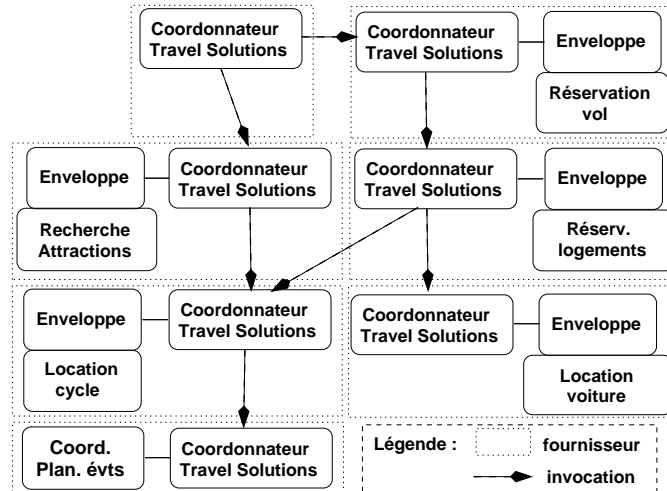 Coordonnateur
Travel Solutions
Coordonnateur
Travel Solutions
Enveloppe
Réservation
vol
Enveloppe
Coordonnateur
Travel Solutions
Recherche
Attractions
Coordonnateur
Travel Solutions
Enveloppe
Réserv.
logements
Enveloppe
Coordonnateur
Travel Solutions
Location
cycle
Coordonnateur
Travel Solutions
Enveloppe
Location
voiture
Coord.
Plan. évts
Coordonnateur
Travel Solutions
Légende :
fournisseur
invocation